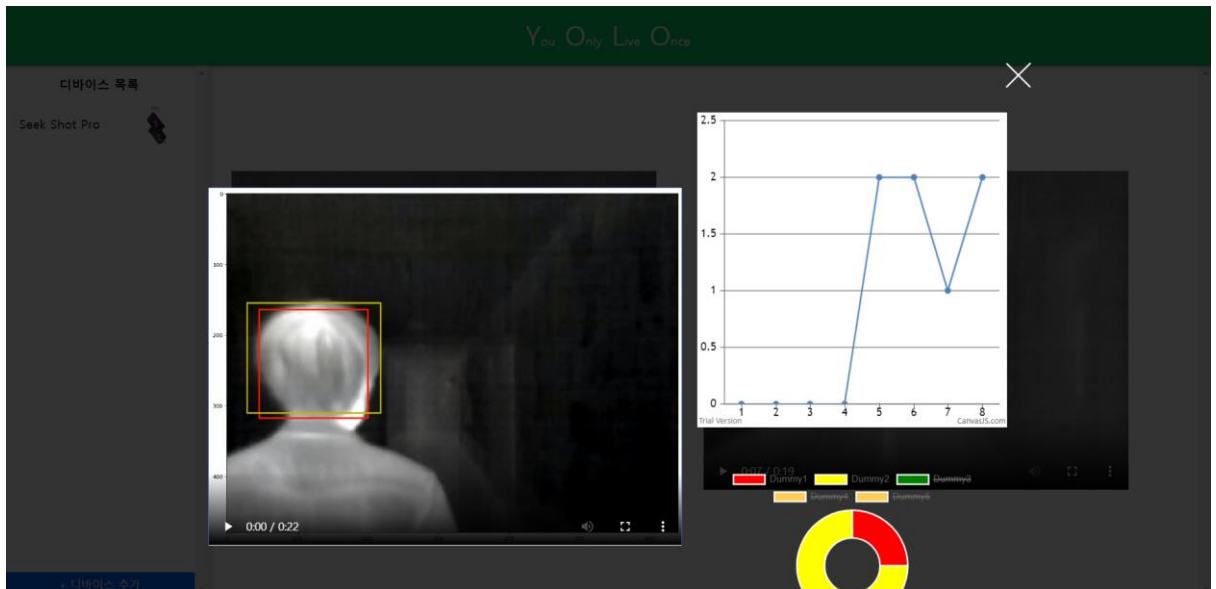 You Only Live Once
디바이스 목록
Seek Shot Pro
0
100
200
300
400
0:00 / 0:22
2.5
2
1.5
1
0.5
0
1 2 3 4 5 6 7 8
Trial Version CanvasJS.com
0:07 / 0:19
Dummy1 Dummy2 Dummy3
Dummy4 Dummy5
+ 디바이스 추가